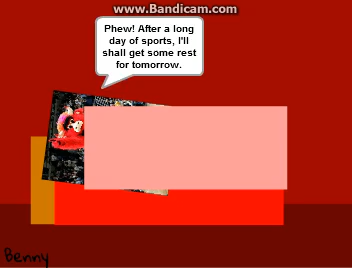 www.Bandicam.com
Phew! After a long
day of sports, I'll
shall get some rest
for tomorrow.
Benny